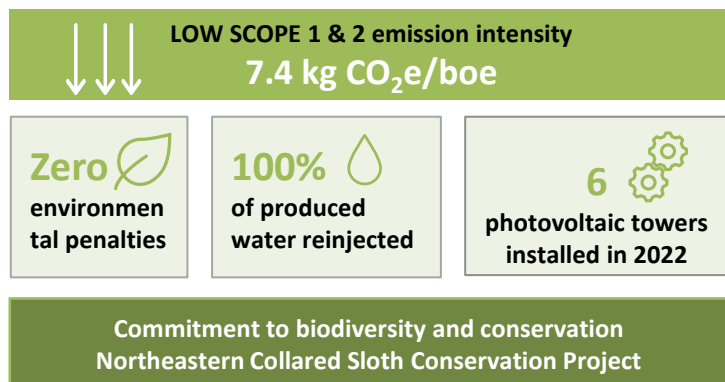 LOW SCOPE 1 & 2 emission intensity
7.4 kg CO₂e/boe
Zero
environmen
tal penalties
100%
of produced
water reinjected
6
photovoltaic towers
installed in 2022
Commitment to biodiversity and conservation
Northeastern Collared Sloth Conservation Project